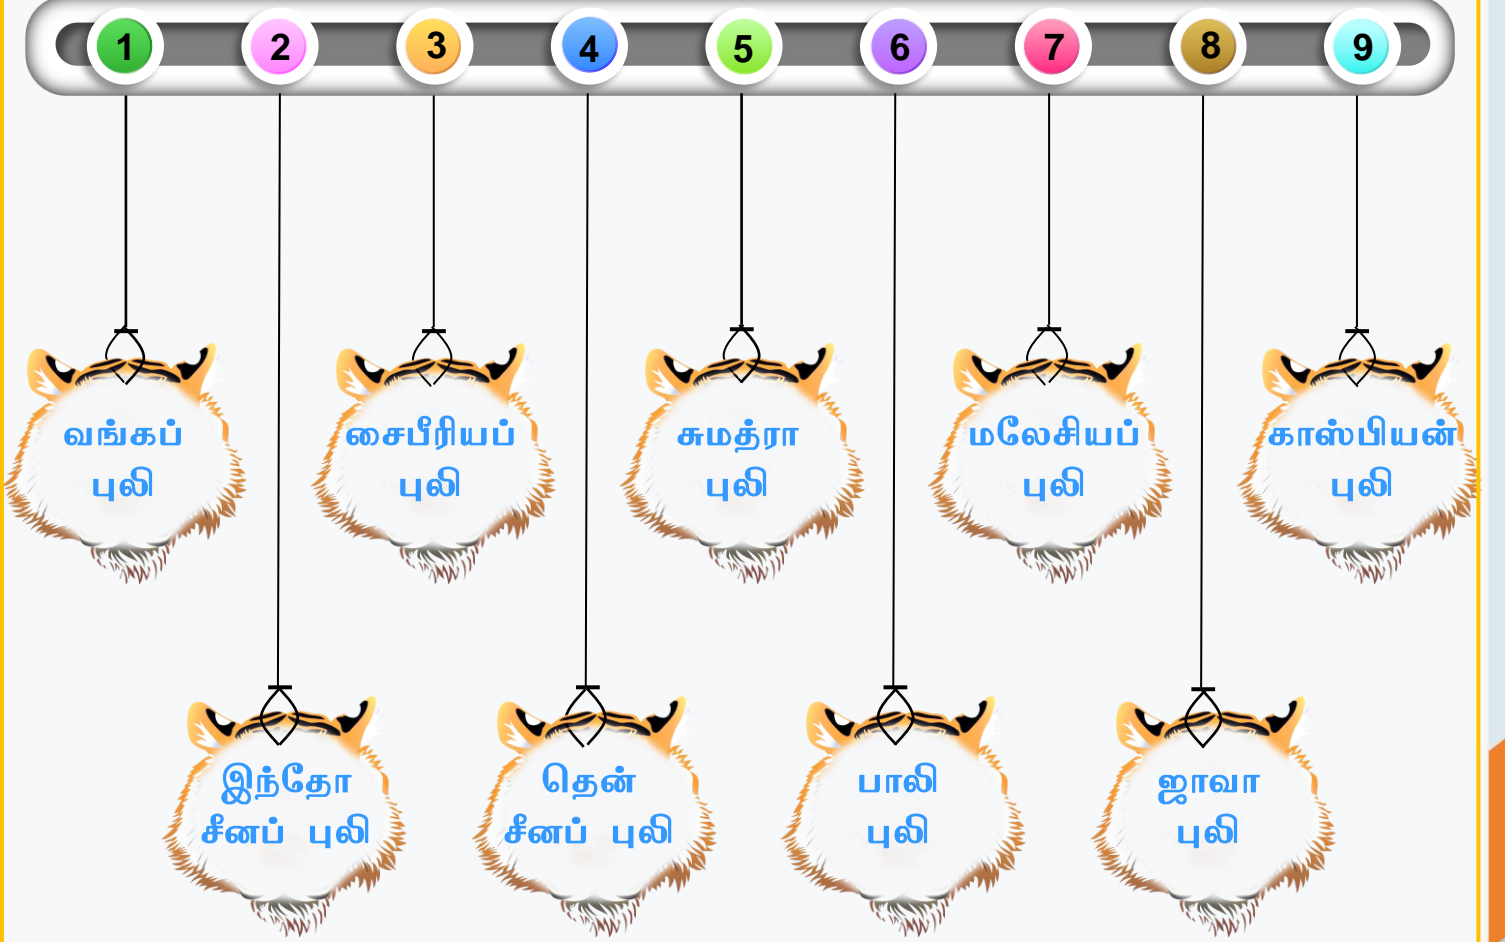 1 2 3 4 5 6 7 8 9
வங்கப்
புலி
சைபீரியப்
புலி
சுமத்ரா
புலி
மலேசியப்
புலி
காஸ்பியன்
புலி
இந்தோ
சீனப் புலி
தென்
சீனப் புலி
பாலி
புலி
ஜாவா
புலி